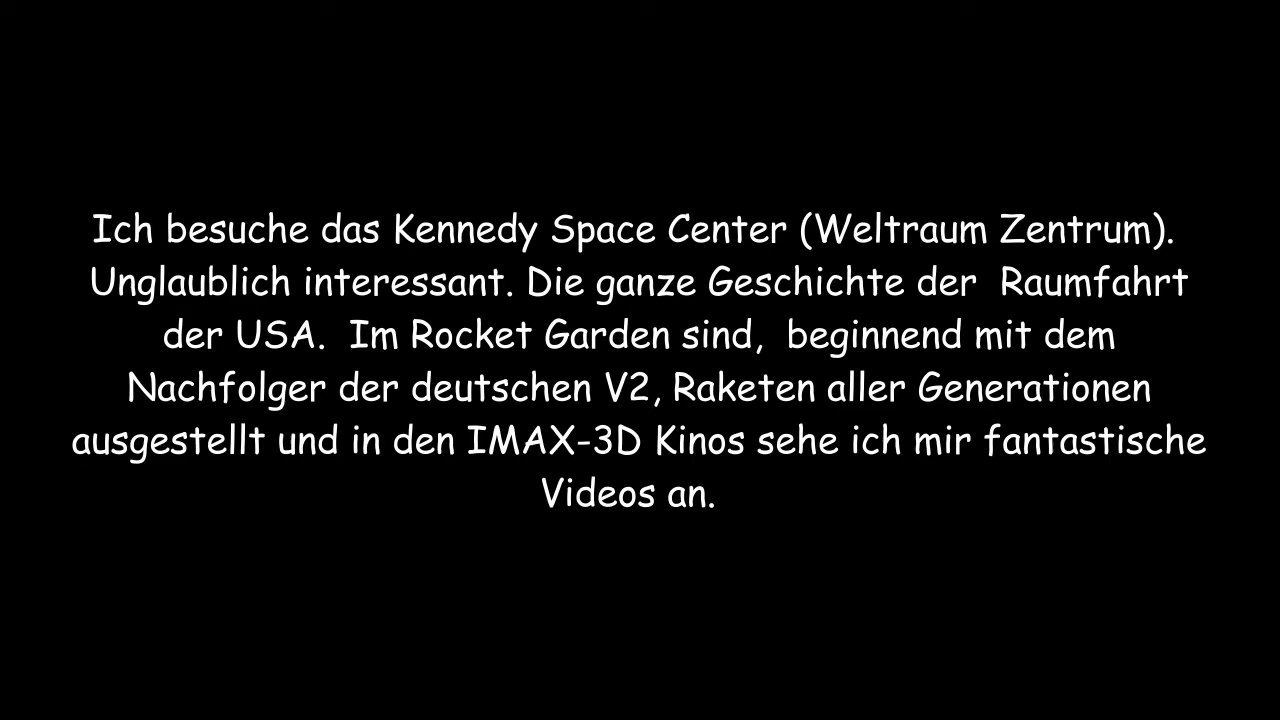 Ich besuche das Kennedy Space Center (Weltraum Zentrum).
Unglaublich interessant. Die ganze Geschichte der  Raumfahrt
der USA.  Im Rocket Garden sind,  beginnend mit dem
Nachfolger der deutschen V2, Raketen aller Generationen
ausgestellt und in den IMAX-3D Kinos sehe ich mir fantastische
Videos an.